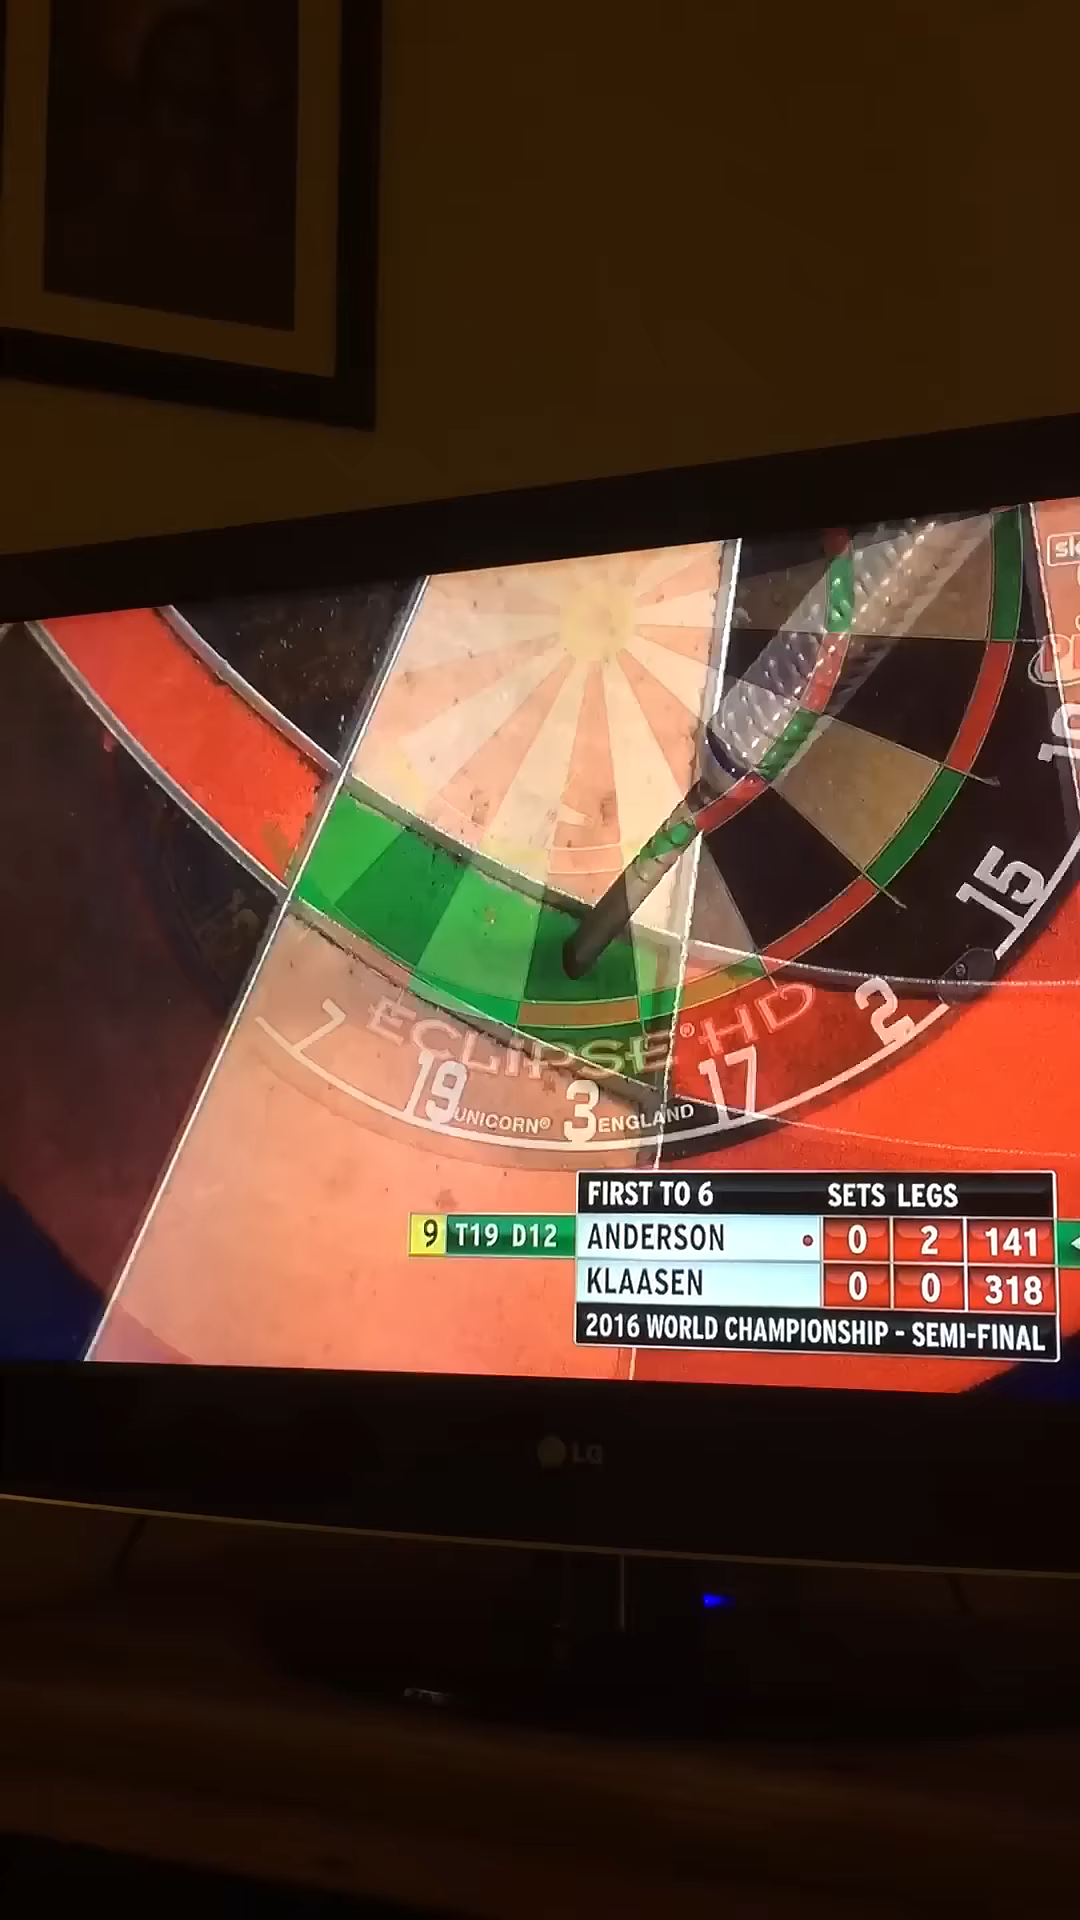 sk
15
2
ECLIPSE® HD
7
19 UNICORN® 3 ENGLAND 17
FIRST TO 6 SETS LEGS
9 T19 D12 ANDERSON 0 2 141
KLAASEN 0 0 318
2016 WORLD CHAMPIONSHIP - SEMI-FINAL
LG